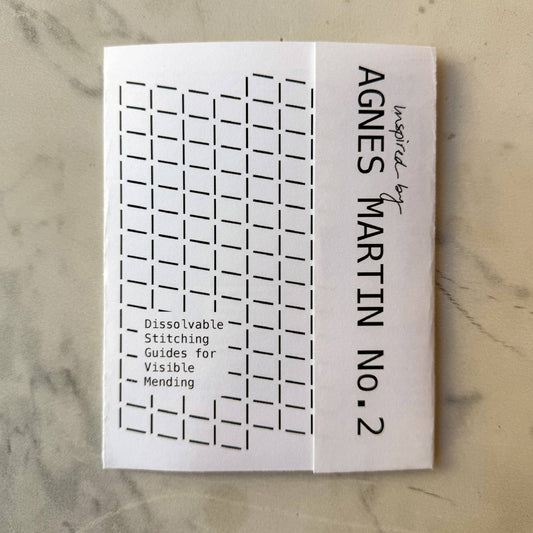 Inspired by
AGNES MARTIN No.2
Dissolvable
Stitching
Guides for
Visible
Mending